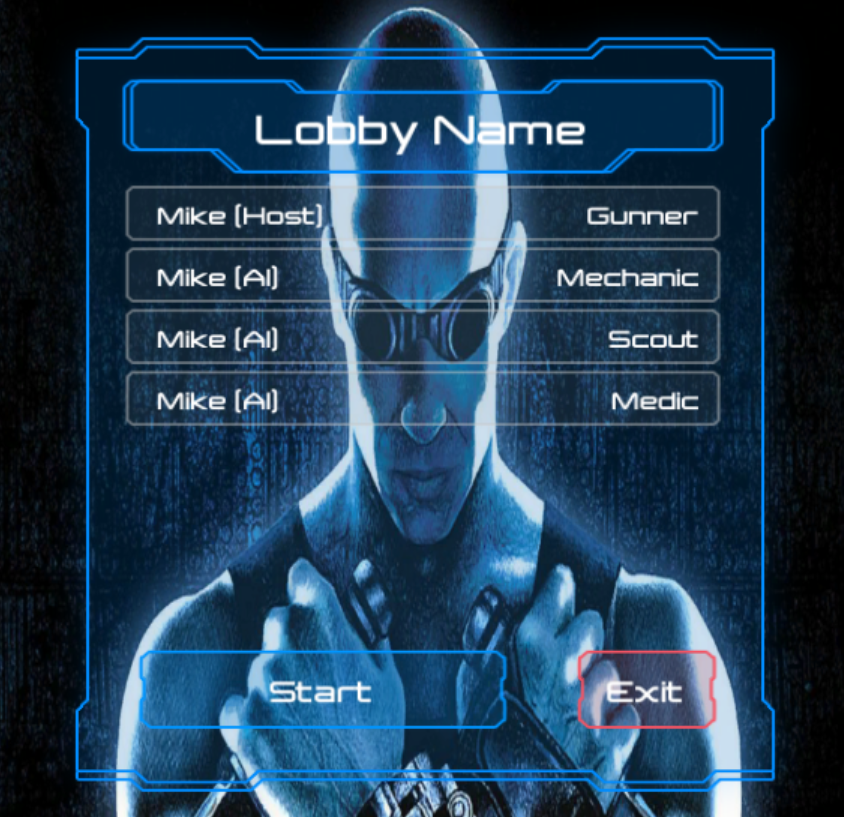 Lobby Name
Mike (Host) Gunner
Mike (AI) Mechanic
Mike (AI) Scout
Mike (AI) Medic
Start Exit